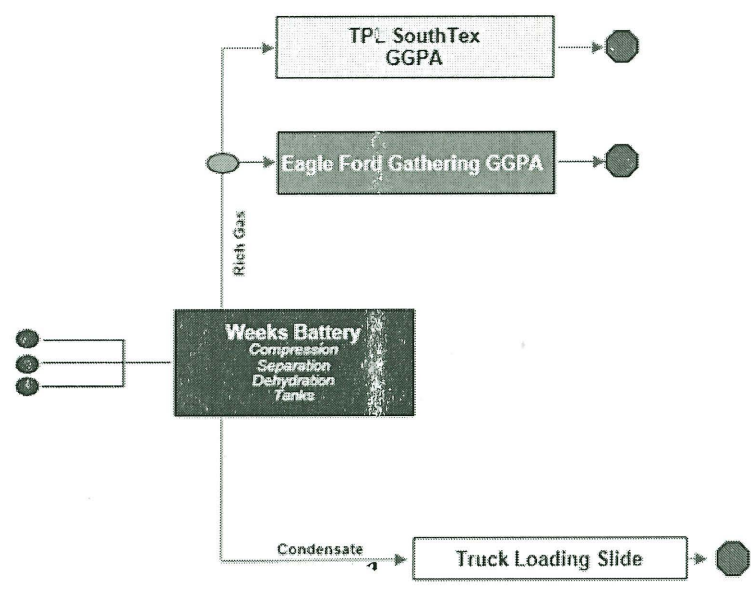 TPL SouthTex
GGPA
Eagle Ford Gathering GGPA
Rich Gas
Weeks Battery
Compression
Separation
Dehydration
Tanks
Condensate
Truck Loading Slide